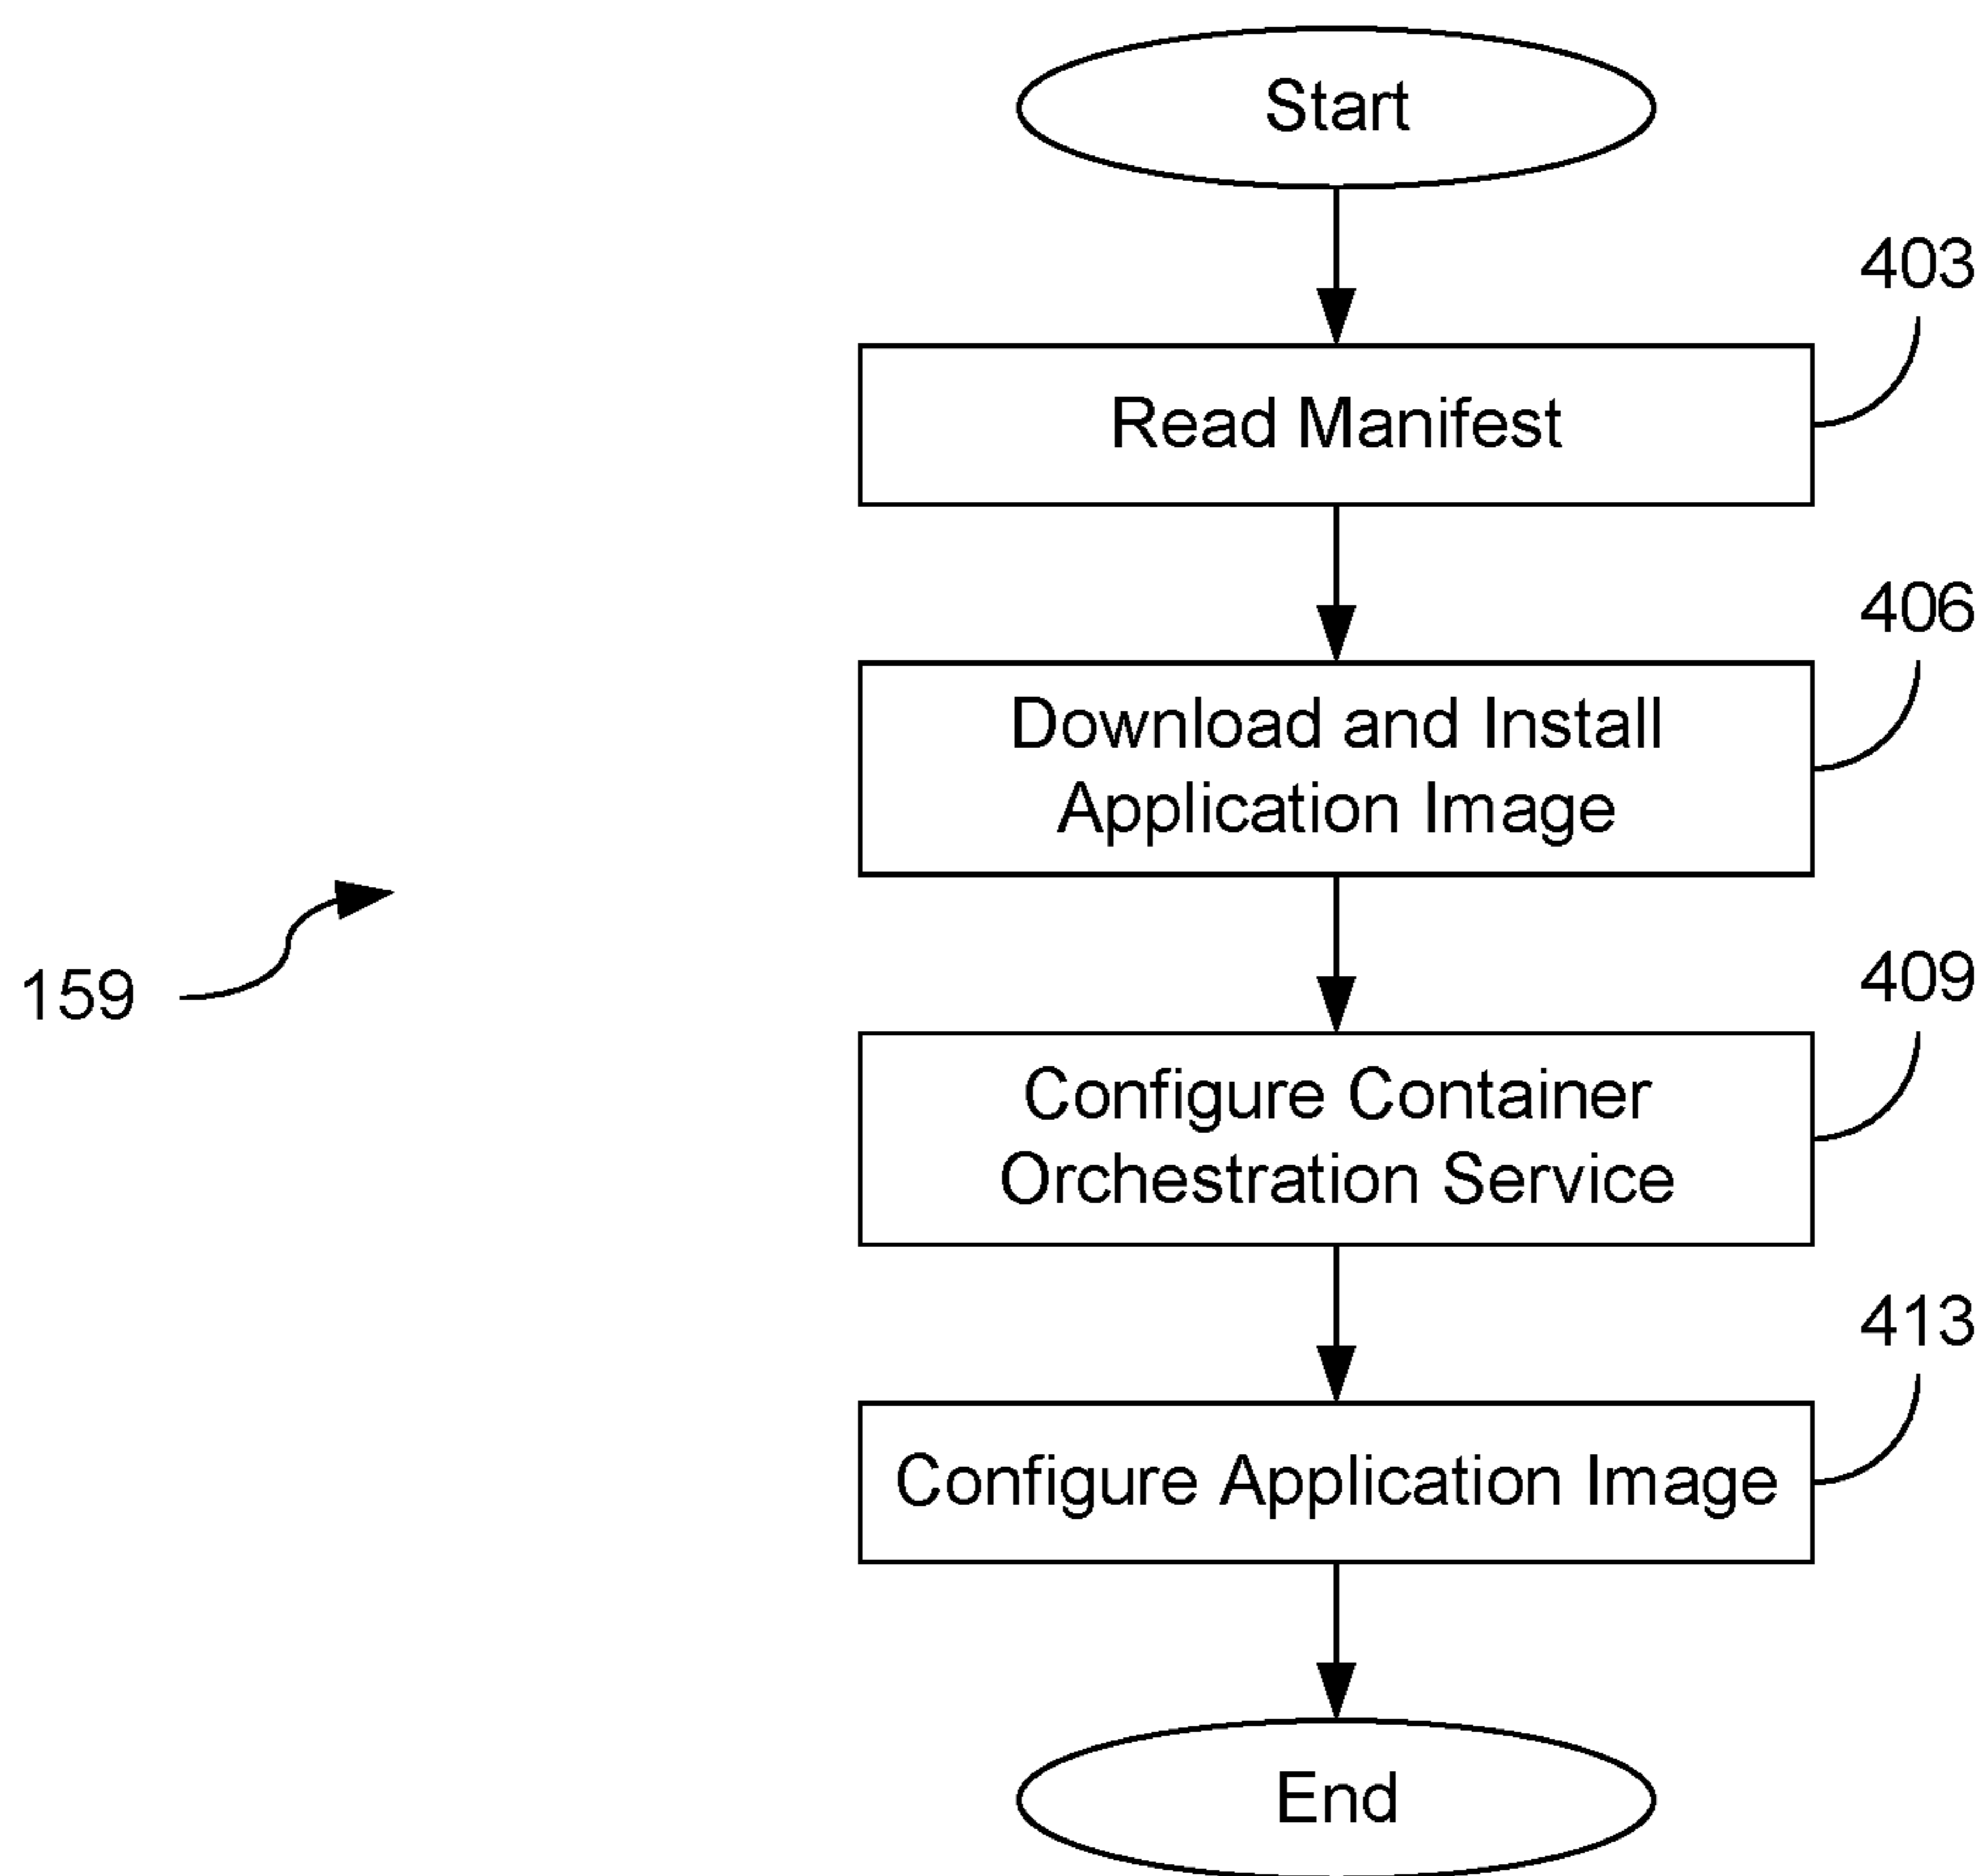 Start
403
Read Manifest
406
Download and Install
Application Image
159
409
Configure Container
Orchestration Service
413
Configure Application Image
End